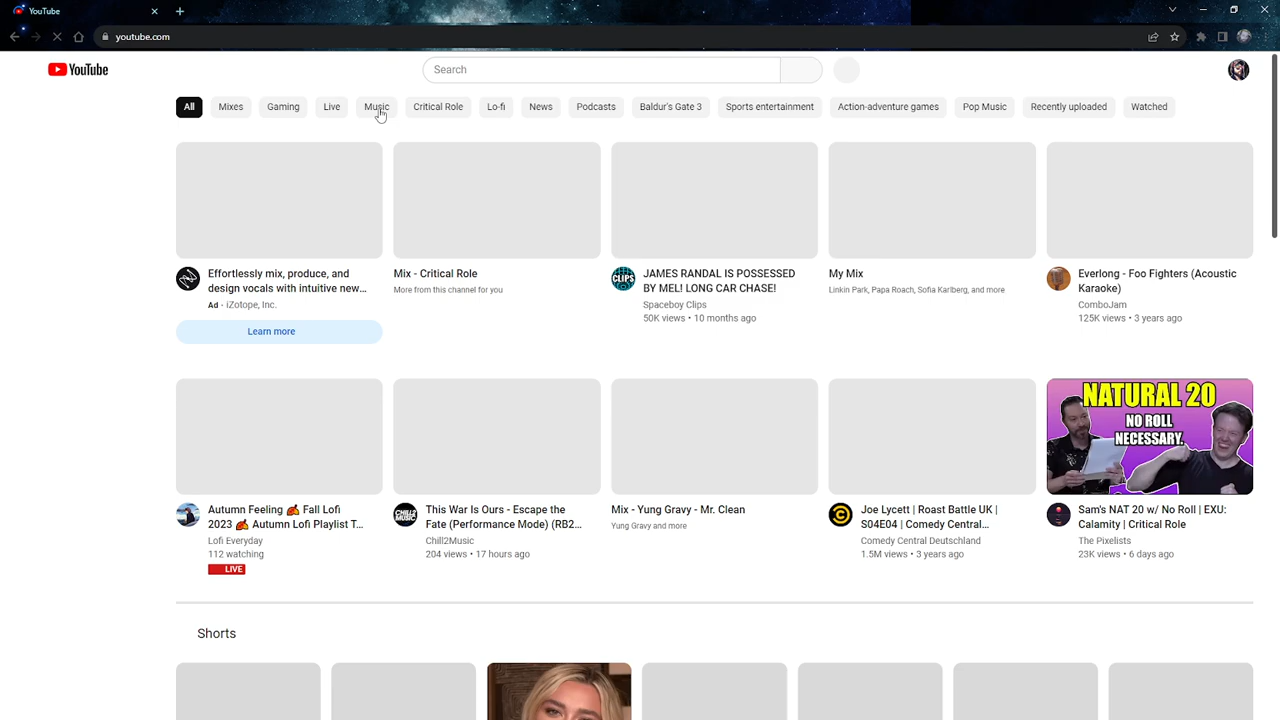 YouTube
youtube.com
YouTube
Search
All
Mixes
Gaming
Live
Music
Critical Role
Lo-fi
News
Podcasts
Baldur's Gate 3
Sports entertainment
Action-adventure games
Pop Music
Recently uploaded
Watched
Effortlessly mix, produce, and
design vocals with intuitive new...
Ad - iZotope, Inc.
Learn more
Mix - Critical Role
More from this channel for you
CLIPS
JAMES RANDAL IS POSSESSED
BY MEL! LONG CAR CHASE!
Spaceboy Clips
50K views • 10 months ago
My Mix
Linkin Park, Papa Roach, Sofia Karlberg, and more
Everlong - Foo Fighters (Acoustic
Karaoke)
ComboJam
125K views • 3 years ago
NATURAL 20
NO ROLL
NECESSARY.
Autumn Feeling 🍂 Fall Lofi
2023 🍂 Autumn Lofi Playlist T...
Lofi Everyday
112 watching
LIVE
CHILL2
MUSIC
This War Is Ours - Escape the
Fate (Performance Mode) (RB2...
Chill2Music
204 views • 17 hours ago
Mix - Yung Gravy - Mr. Clean
Yung Gravy and more
Joe Lycett | Roast Battle UK |
S04E04 | Comedy Central...
Comedy Central Deutschland
1.5M views • 3 years ago
Sam's NAT 20 w/ No Roll | EXU:
Calamity | Critical Role
The Pixelists
23K views • 6 days ago
Shorts